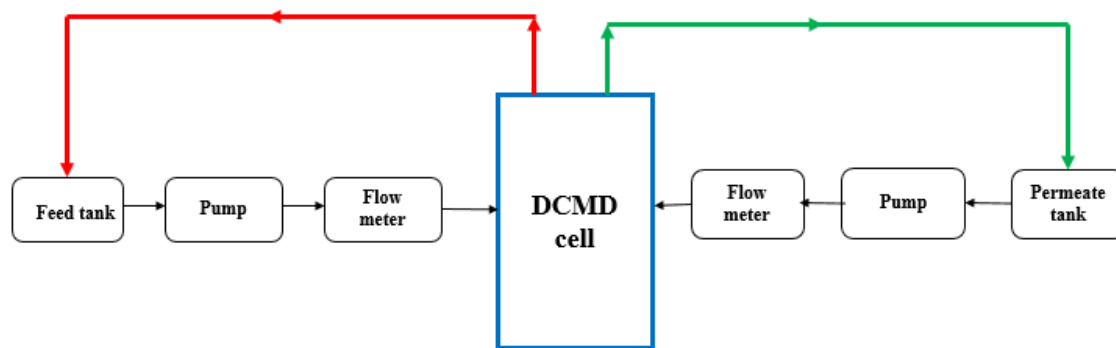 Feed tank
Pump
Flow
meter
DCMD
cell
Flow
meter
Pump
Permeate
tank